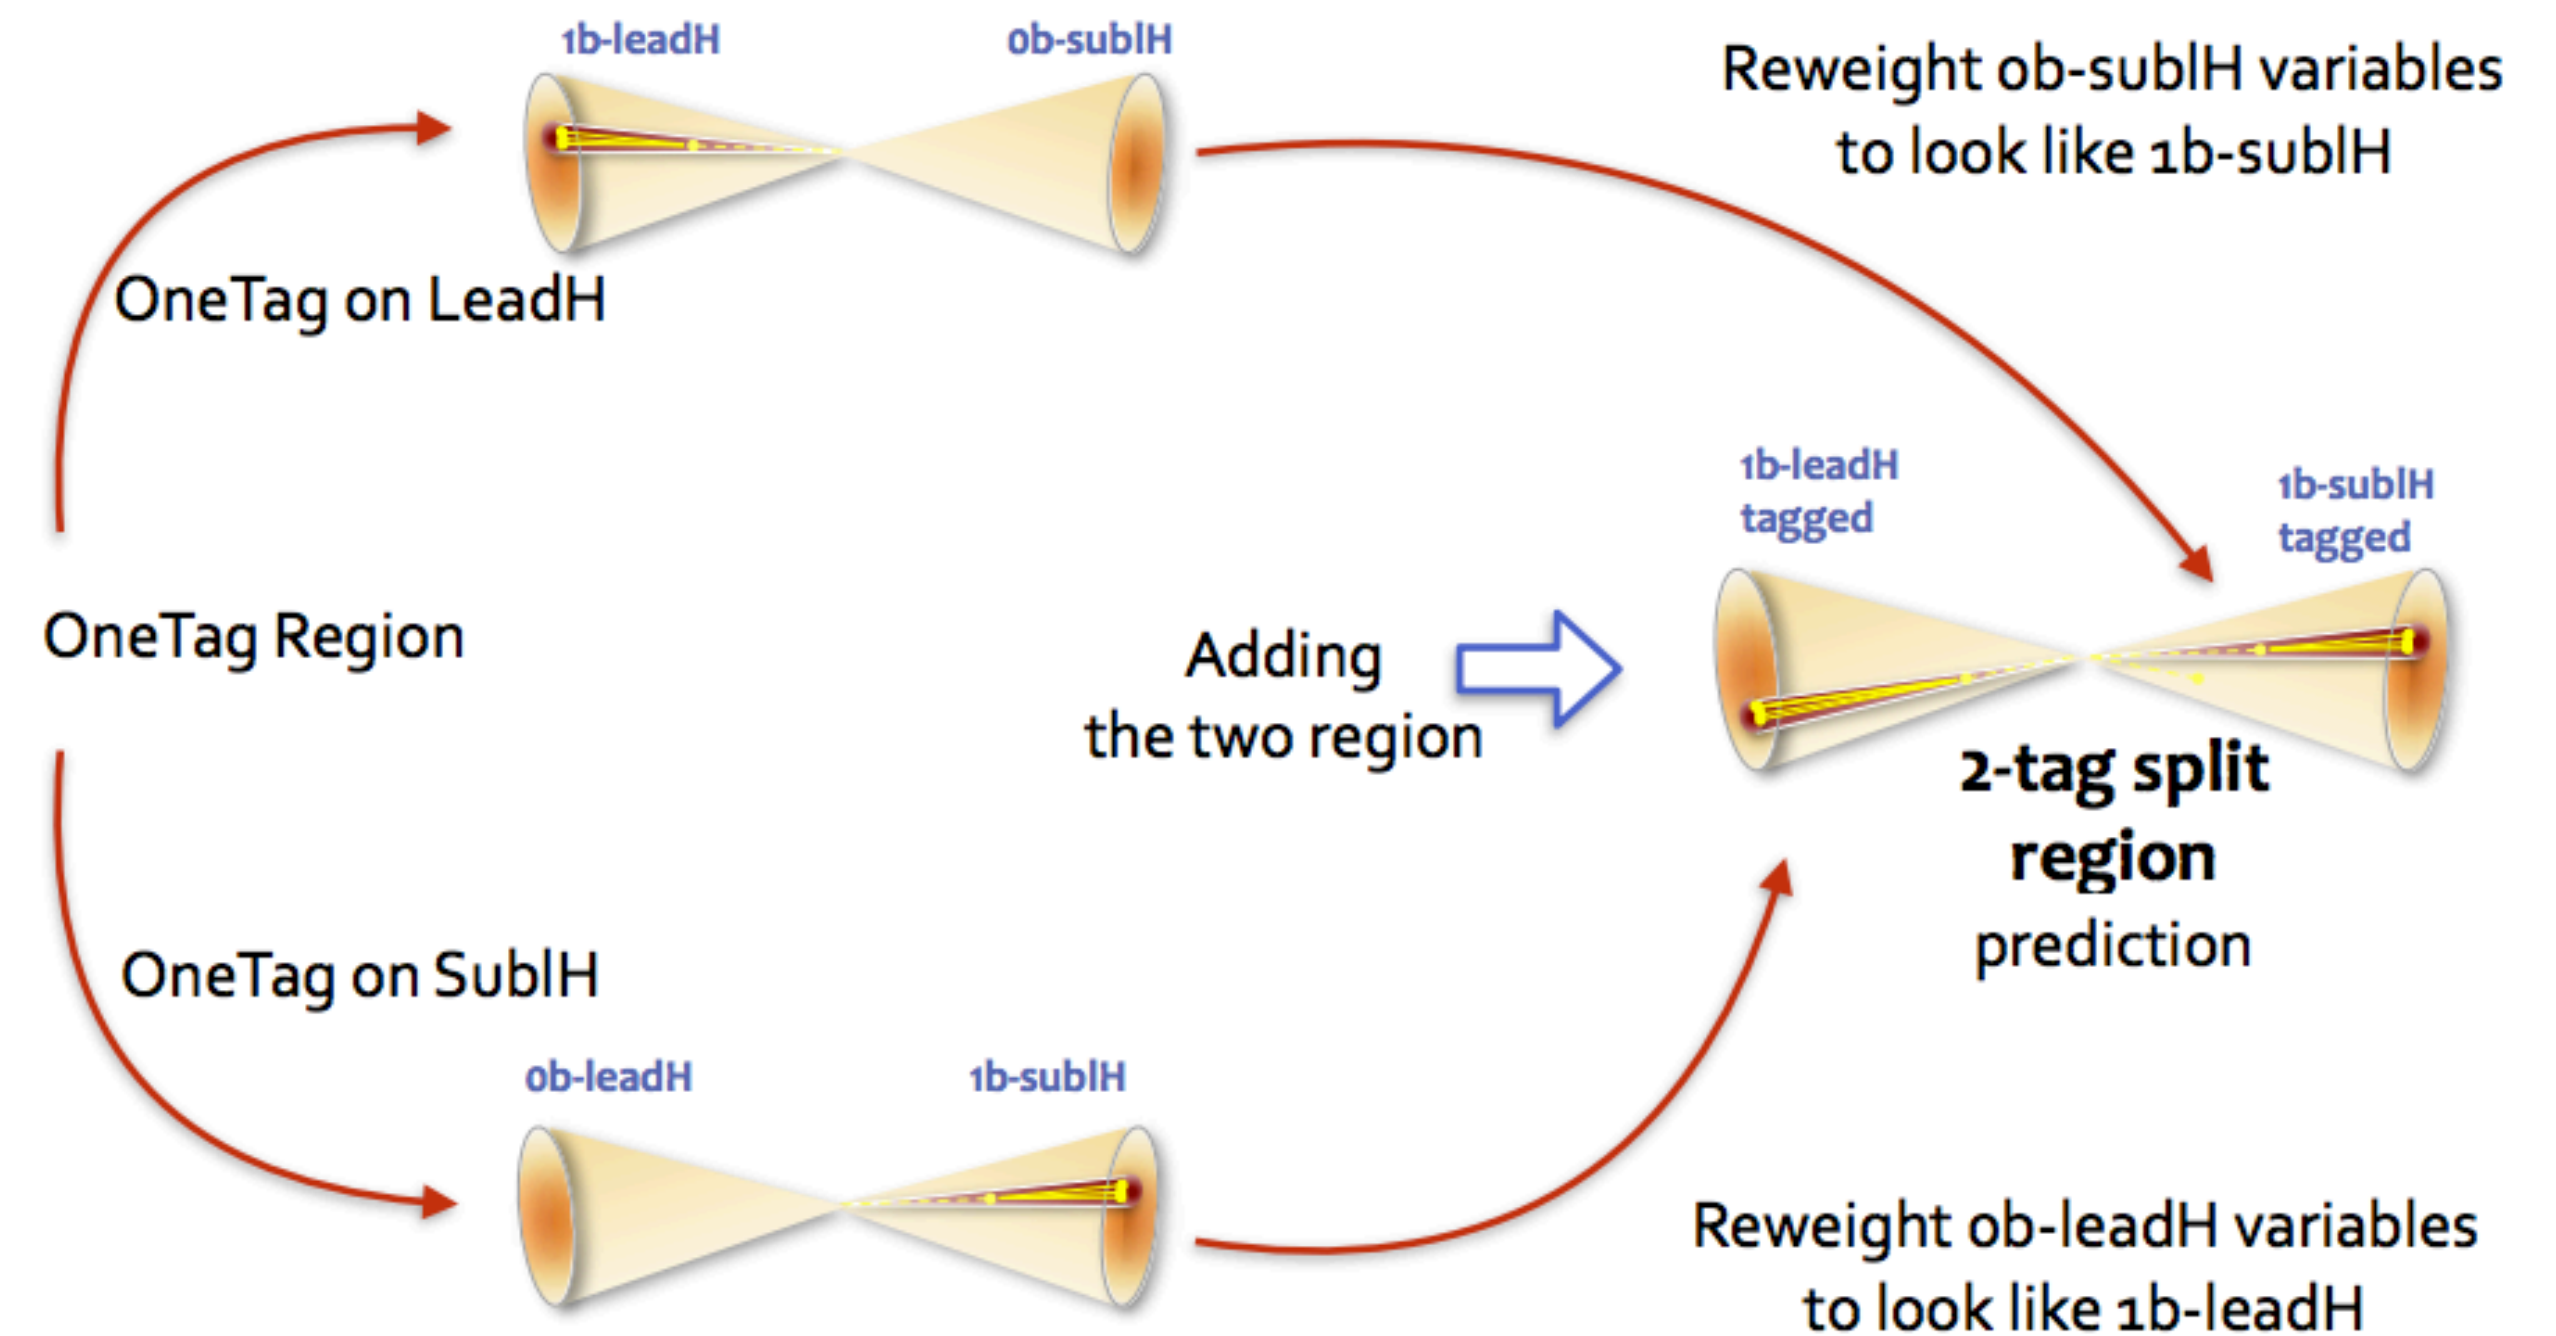 1b-leadH
0b-sublH
Reweight 0b-sublH variables
to look like 1b-sublH
OneTag on LeadH
1b-leadH
tagged
1b-sublH
tagged
OneTag Region
Adding
the two region
2-tag split
region
prediction
OneTag on SublH
0b-leadH
1b-sublH
Reweight 0b-leadH variables
to look like 1b-leadH